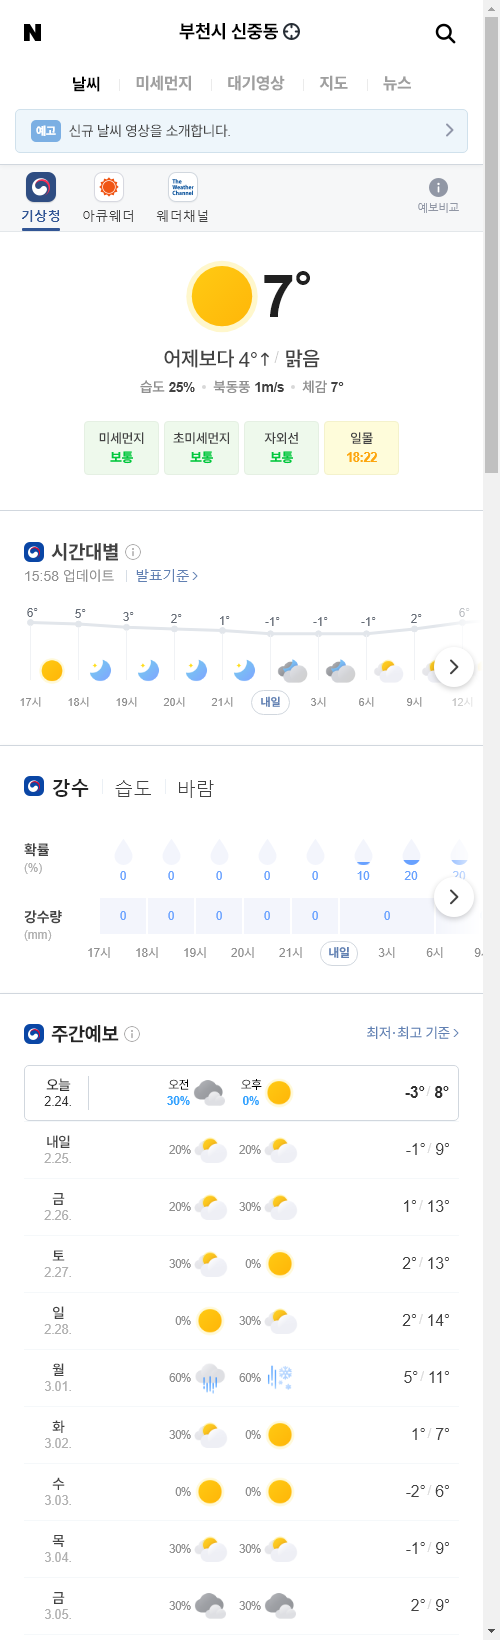 N 부천시 신중동
날씨 미세먼지 대기영상 지도 뉴스
예고 신규 날씨 영상을 소개합니다.
The Weather Channel
기상청 아큐웨더 웨더채널 예보비교
7°
어제보다 4°↑ / 맑음
습도 25% • 북동풍 1m/s • 체감 7°
미세먼지 초미세먼지 자외선 일몰
보통 보통 보통 18:22
시간대별
15:58 업데이트 발표기준 >
6° 5° 3° 2° 1° -1° -1° -1° 2° 6°
17시 18시 19시 20시 21시 내일 3시 6시 9시 12시
강수 습도 바람
확률
(%)
0 0 0 0 0 10 20 20
강수량
(mm)
0 0 0 0 0 0
17시 18시 19시 20시 21시 내일 3시 6시
주간예보 최저·최고 기준 >
오늘 오전 오후
2.24. 30% 0% -3° / 8°
내일
2.25. 20% 20% -1° / 9°
금
2.26. 20% 30% 1° / 13°
토
2.27. 30% 0% 2° / 13°
일
2.28. 0% 30% 2° / 14°
월
3.01. 60% 60% 5° / 11°
화
3.02. 30% 0% 1° / 7°
수
3.03. 0% 0% -2° / 6°
목
3.04. 30% 30% -1° / 9°
금
3.05. 30% 30% 2° / 9°